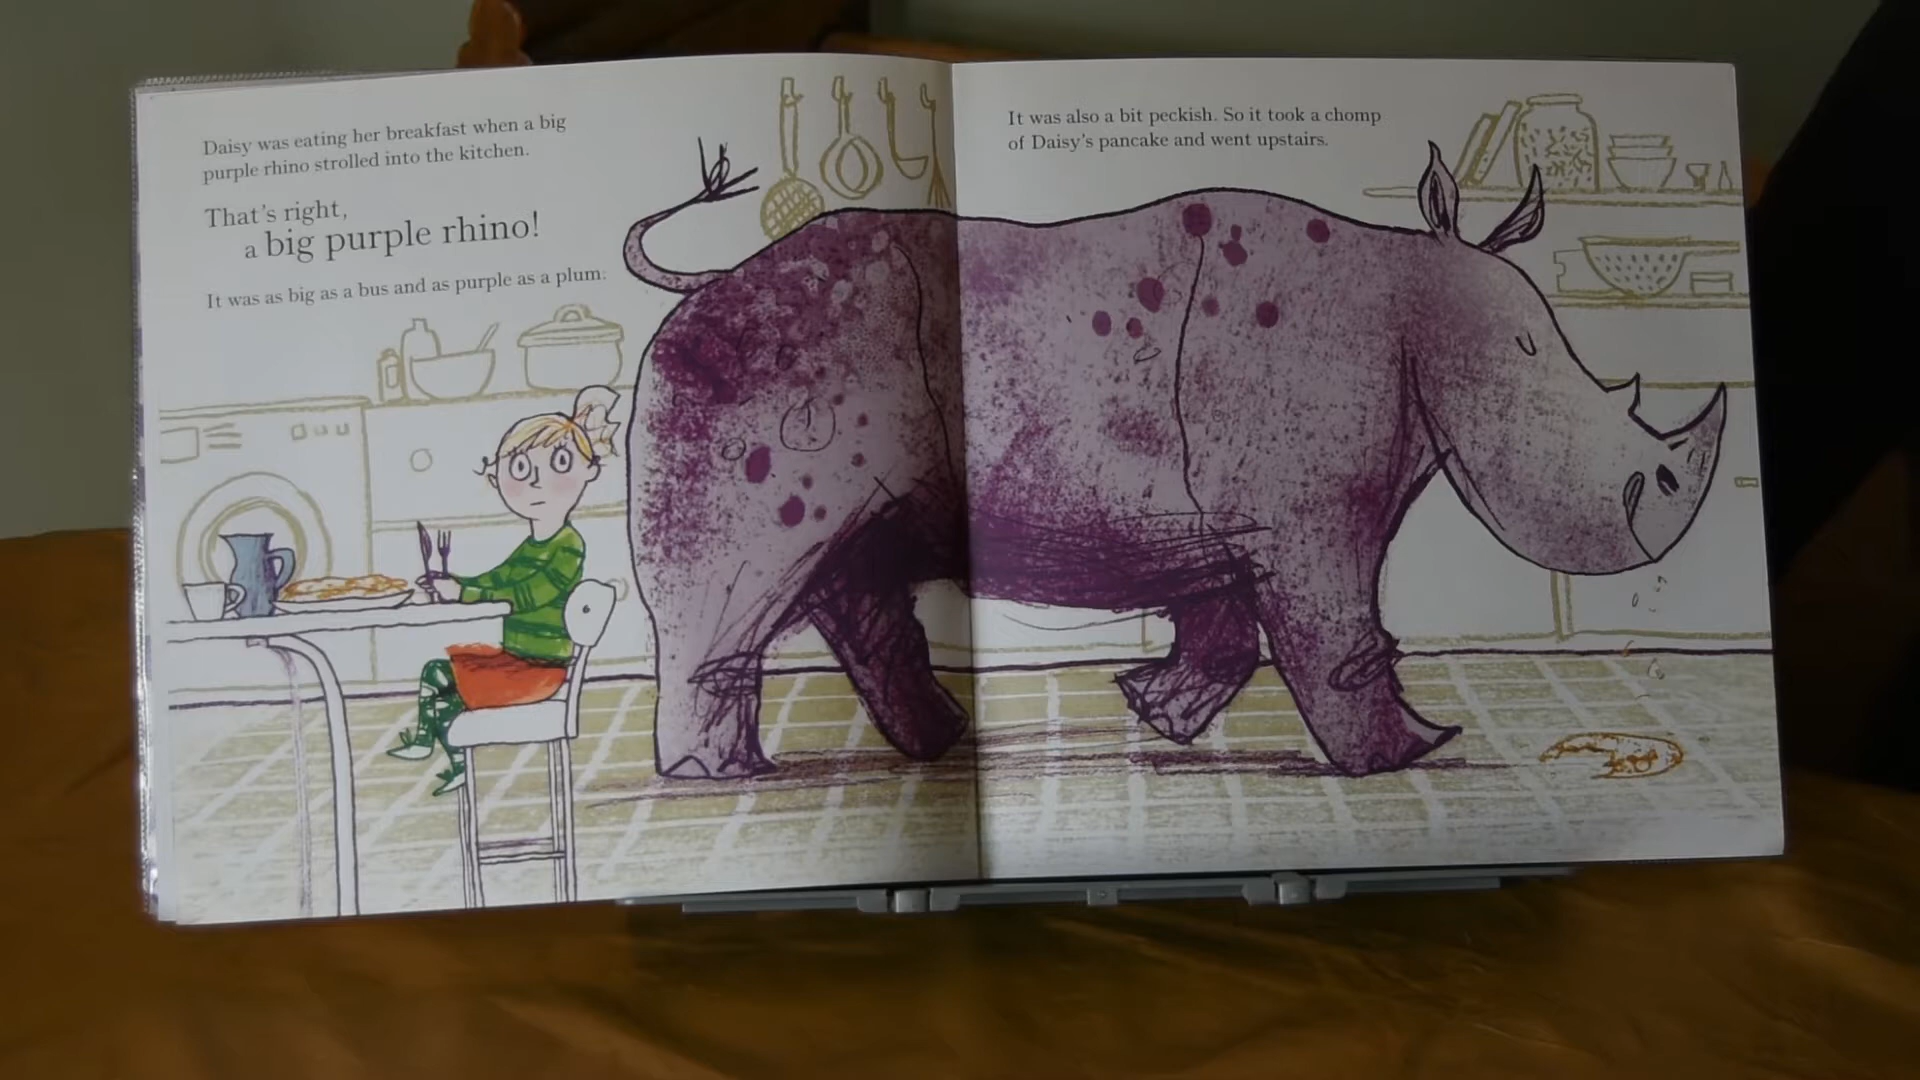 Daisy was eating her breakfast when a big
purple rhino strolled into the kitchen.
That's right,
a big purple rhino!
It was as big as a bus and as purple as a plum.
It was also a bit peckish. So it took a chomp
of Daisy's pancake and went upstairs.